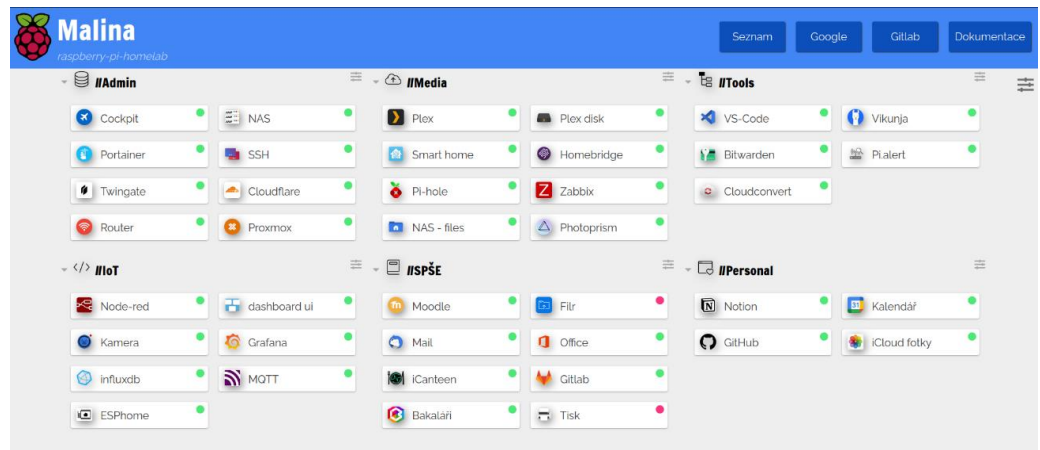 Malina
raspberry-pi-homelab
Seznam
Google
Gitlab
Dokumentace
//Admin
Cockpit
NAS
Portainer
SSH
Twingate
Cloudflare
Router
Proxmox
//Media
Plex
Plex disk
Smart home
Homebridge
Pi-hole
Zabbix
NAS - files
Photoprism
//Tools
VS-Code
Vikunja
Bitwarden
Pi.alert
Cloudconvert
//IoT
Node-red
dashboard ui
Kamera
Grafana
influxdb
MQTT
ESPhome
//SPŠE
Moodle
Filr
Mail
Office
iCanteen
Gitlab
Bakaláři
Tisk
//Personal
Notion
Kalendář
GitHub
iCloud fotky